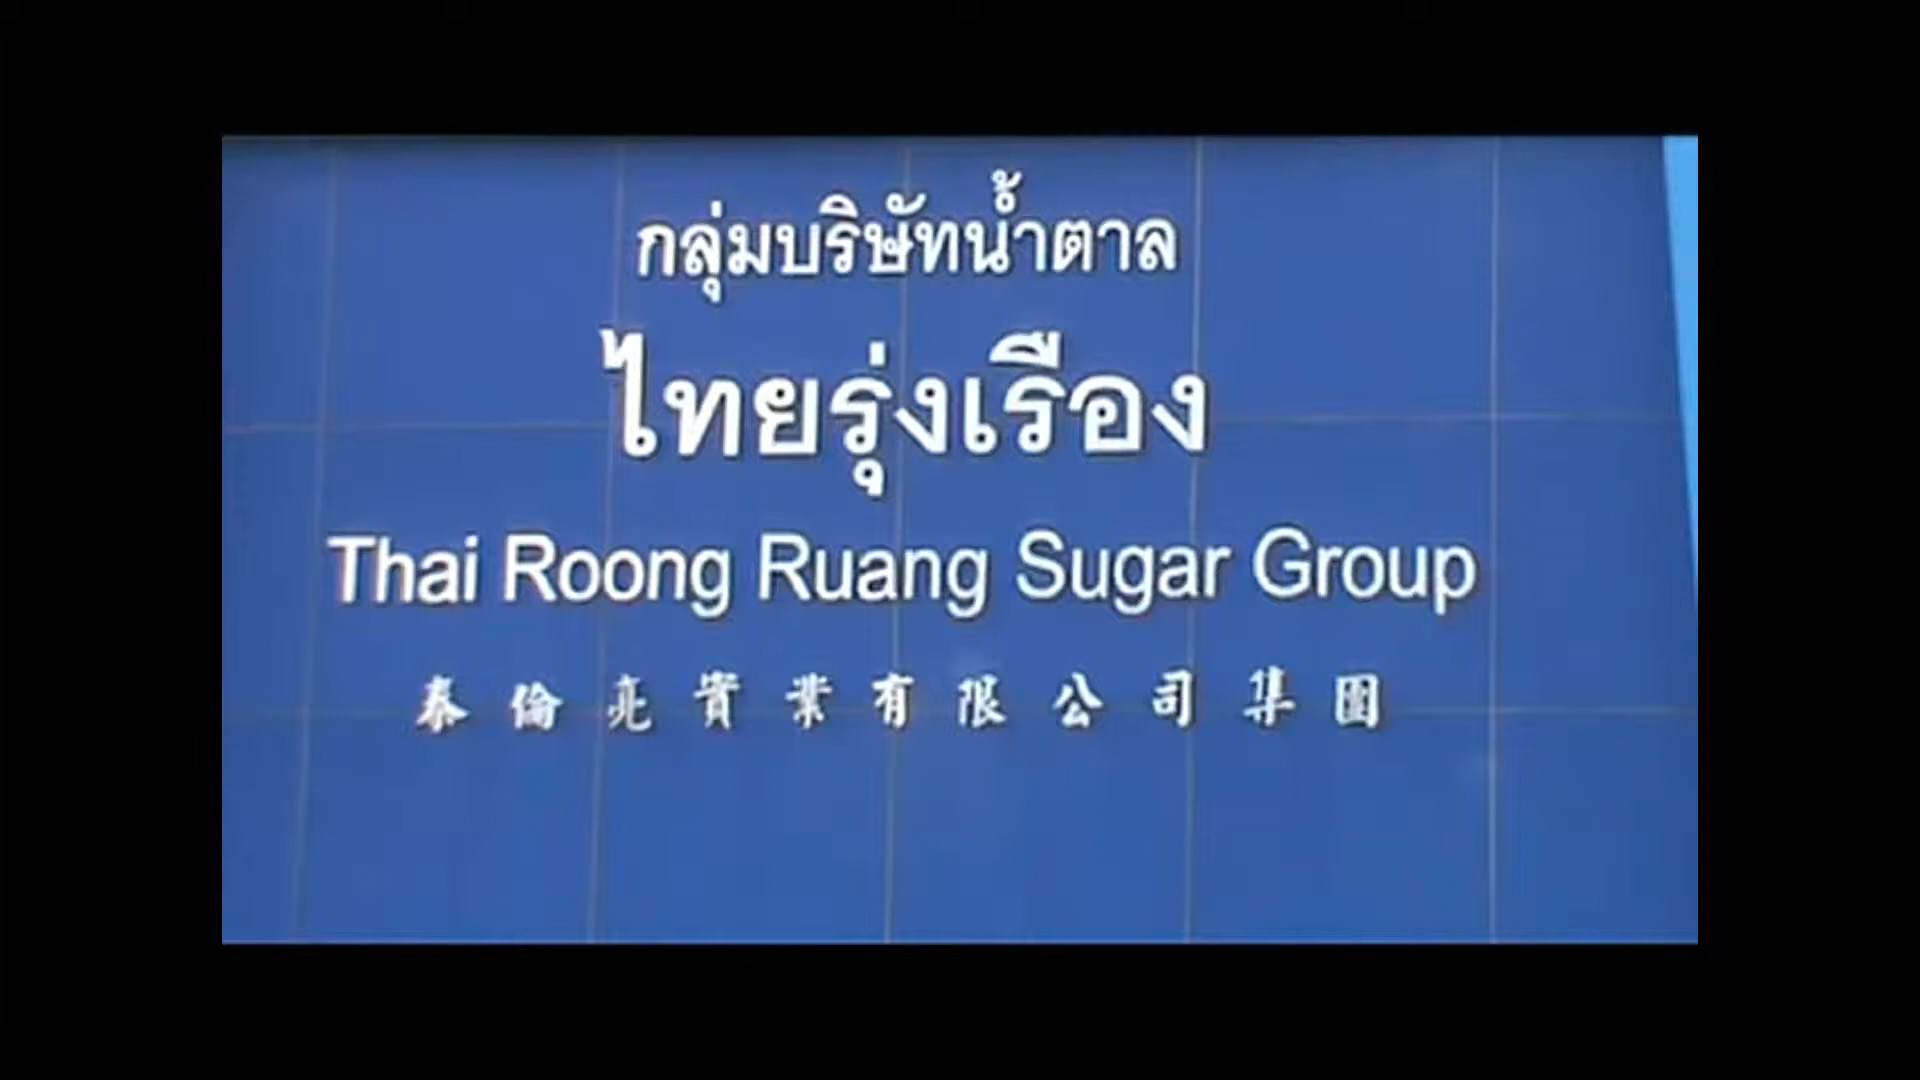 กลุ่มบริษัทน้ำตาล
ไทยรุ่งเรือง
Thai Roong Ruang Sugar Group
泰倫亮實業有限公司集團